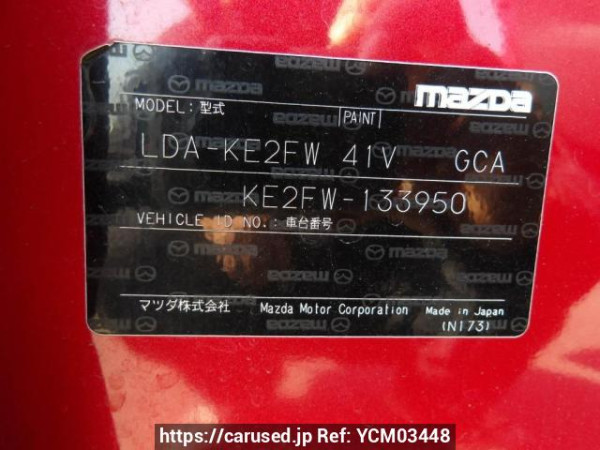 mazda
MODEL: 型式 PAINT
LDA-KE2FW 41V GCA
KE2FW-133950
VEHICLE ID NO.: 車台番号
マツダ株式会社 Mazda Motor Corporation Made in Japan
(N173)
https://carused.jp Ref: YCM03448